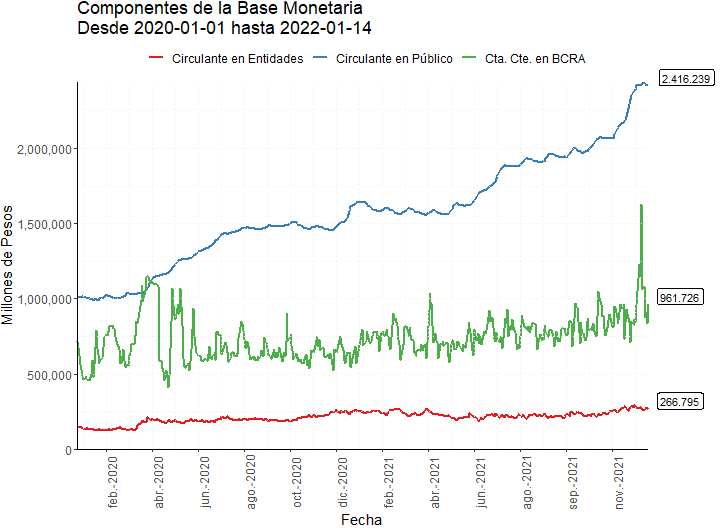 Componentes de la Base Monetaria
Desde 2020-01-01 hasta 2022-01-14
Circulante en Entidades Circulante en Público Cta. Cte. en BCRA
Millones de Pesos
2,000,000
1,500,000
1,000,000
500,000
0
2.416.239
961.726
266.795
feb.-2020
abr.-2020
jun.-2020
ago.-2020
oct.-2020
dic.-2020
feb.-2021
abr.-2021
jun.-2021
ago.-2021
sep.-2021
nov.-2021
Fecha